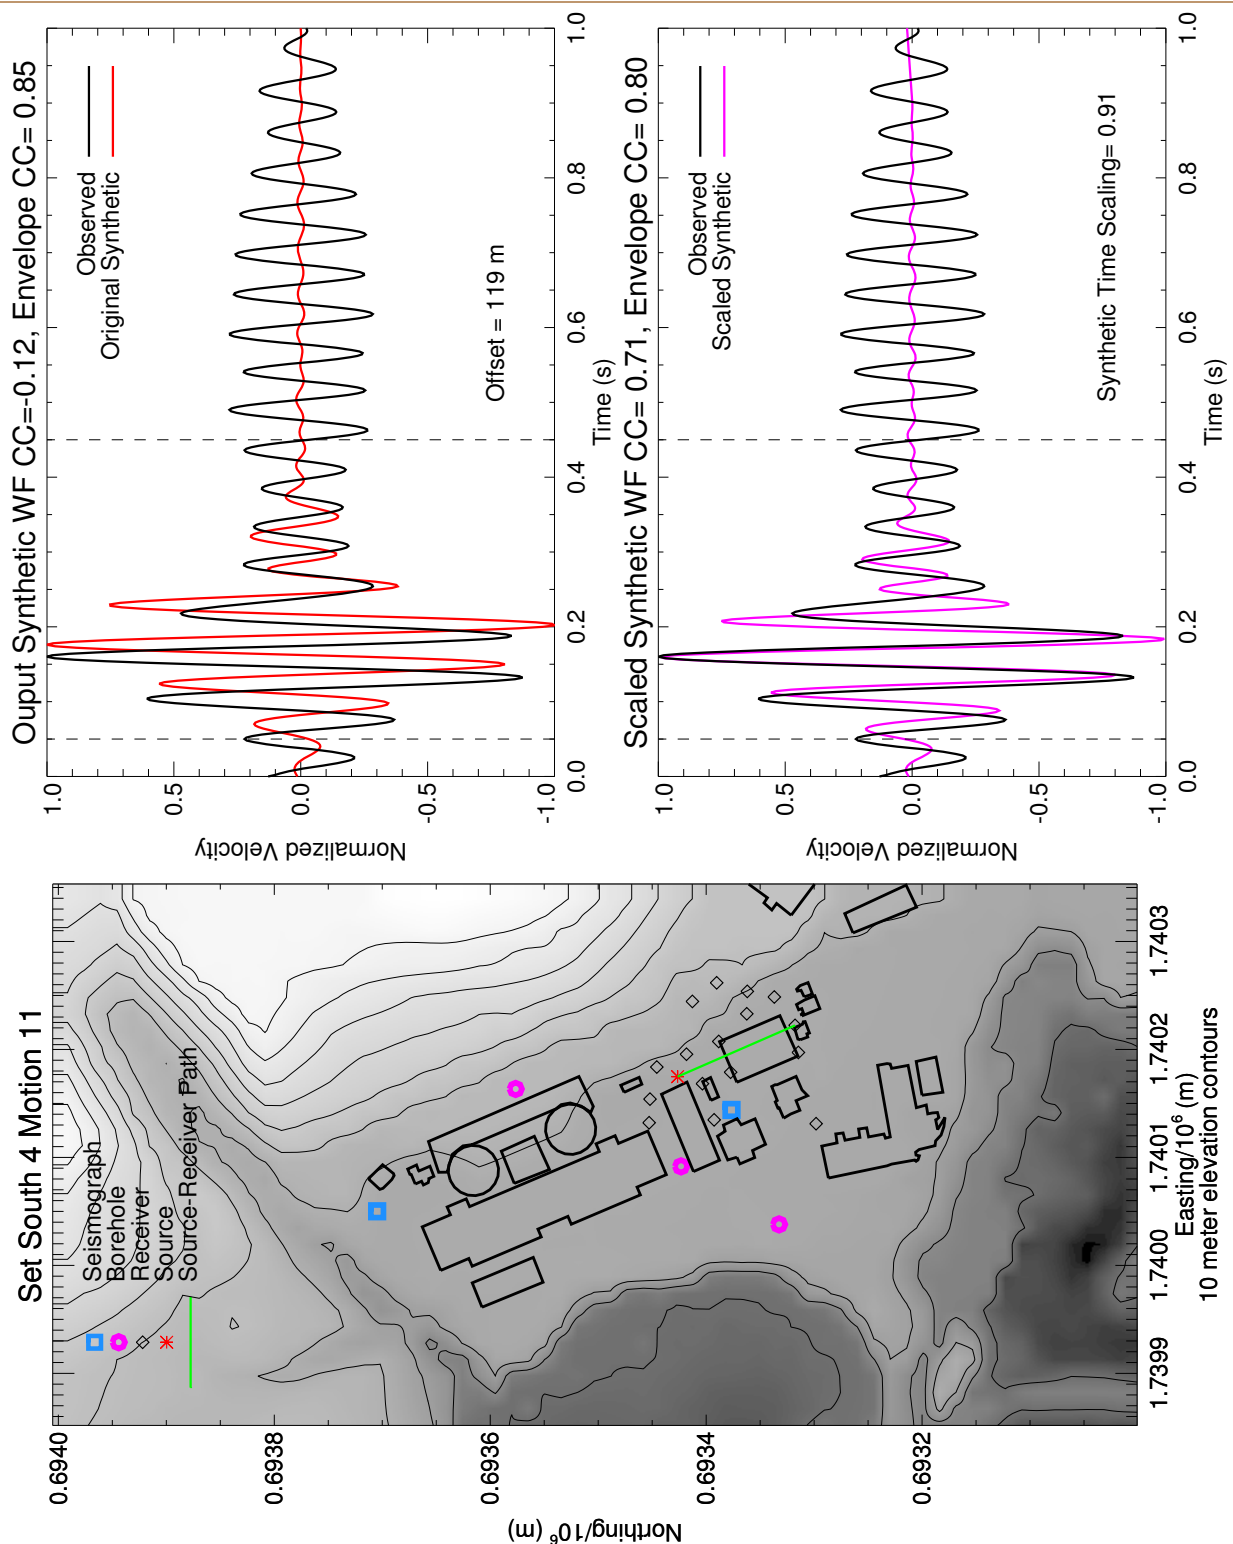 Set South 4 Motion 11
Seismograph
Borehole
Receiver
Source
Source-Receiver Path
0.6940
0.6938
0.6936
0.6934
0.6932
Northing/10⁶ (m)
1.7399
1.7400
1.7401
1.7402
1.7403
Easting/10⁶ (m)
10 meter elevation contours
Ouput Synthetic WF CC=-0.12, Envelope CC= 0.85
Observed
Original Synthetic
Offset = 119 m
1.0
0.5
0.0
-0.5
-1.0
Normalized Velocity
0.0
0.2
0.4
0.6
0.8
1.0
Time (s)
Scaled Synthetic WF CC= 0.71, Envelope CC= 0.80
Observed
Scaled Synthetic
Synthetic Time Scaling= 0.91
1.0
0.5
0.0
-0.5
-1.0
Normalized Velocity
0.0
0.2
0.4
0.6
0.8
1.0
Time (s)